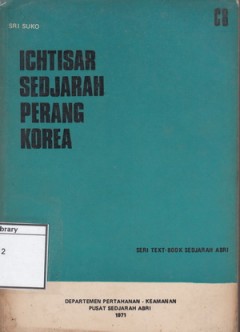 SRI SUKO
C8
ICHTISAR
SEDJARAH
PERANG
KOREA
ibrary
2
SERI TEXT-BOOK SEDJARAH ABRI
DEPARTEMEN PERTAHANAN - KEAMANAN
PUSAT SEDJARAH ABRI
1971